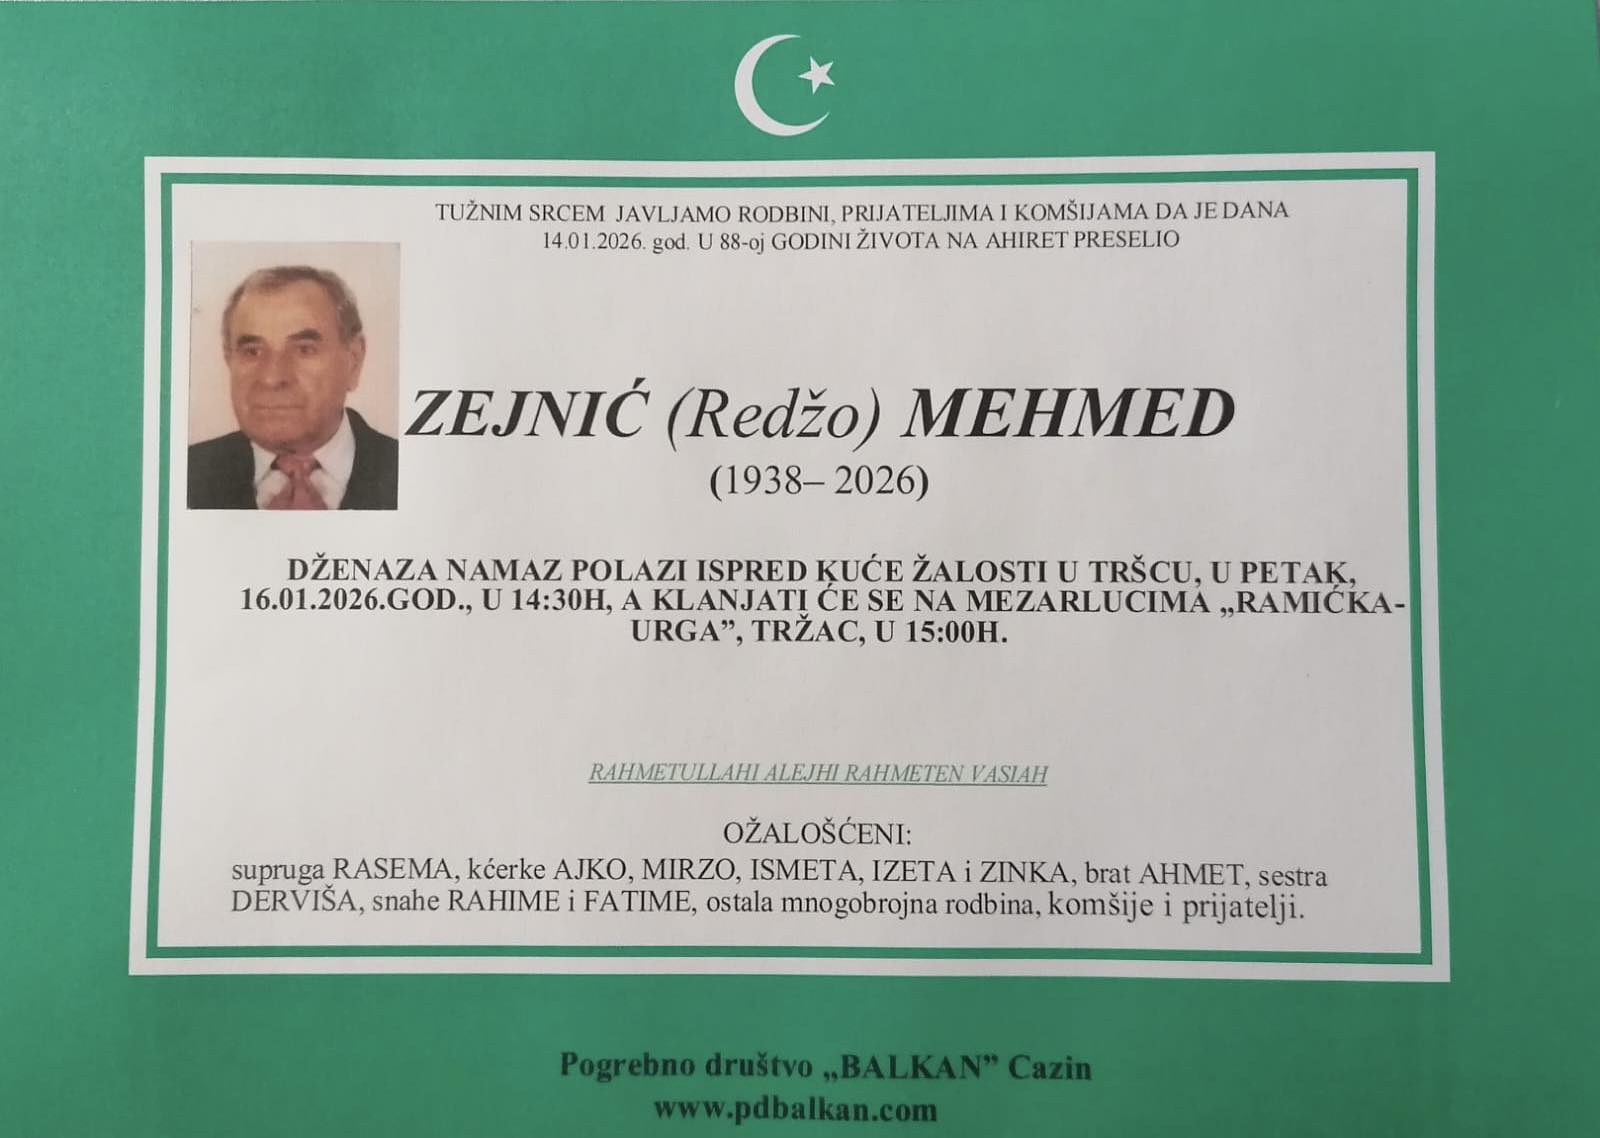 TUŽNIM SRCEM JAVLJAMO RODBINI, PRIJATELJIMA I KOMŠIJAMA DA JE DANA
14.01.2026. god. U 88-oj GODINI ŽIVOTA NA AHIRET PRESELIO
ZEJNIĆ (Redžo) MEHMED
(1938– 2026)
DŽENAZA NAMAZ POLAZI ISPRED KUĆE ŽALOSTI U TRŠCU, U PETAK,
16.01.2026.GOD., U 14:30H, A KLANJATI ĆE SE NA MEZARLUCIMA „RAMIĆKA-
URGA”, TRŽAC, U 15:00H.
RAHMETULLAHI ALEJHI RAHMETEN VASIAH
OŽALOŠĆENI:
supruga RASEMA, kćerke AJKO, MIRZO, ISMETA, IZETA i ZINKA, brat AHMET, sestra
DERVIŠA, snahe RAHIME i FATIME, ostala mnogobrojna rodbina, komšije i prijatelji.
Pogrebno društvo „BALKAN” Cazin
www.pdbalkan.com